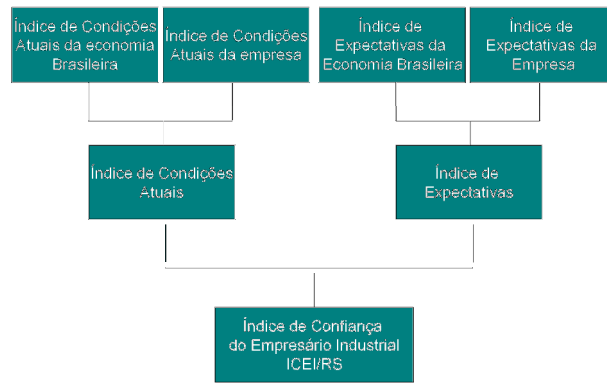 Índice de Condições
Atuais da economia
Brasileira
Índice de Condições
Atuais da empresa
Índice de
Expectativas da
Economia Brasileira
Índice de
Expectativas da
Empresa
Índice de Condições
Atuais
Índice de
Expectativas
Índice de Confiança
do Empresário Industrial
ICEI/RS